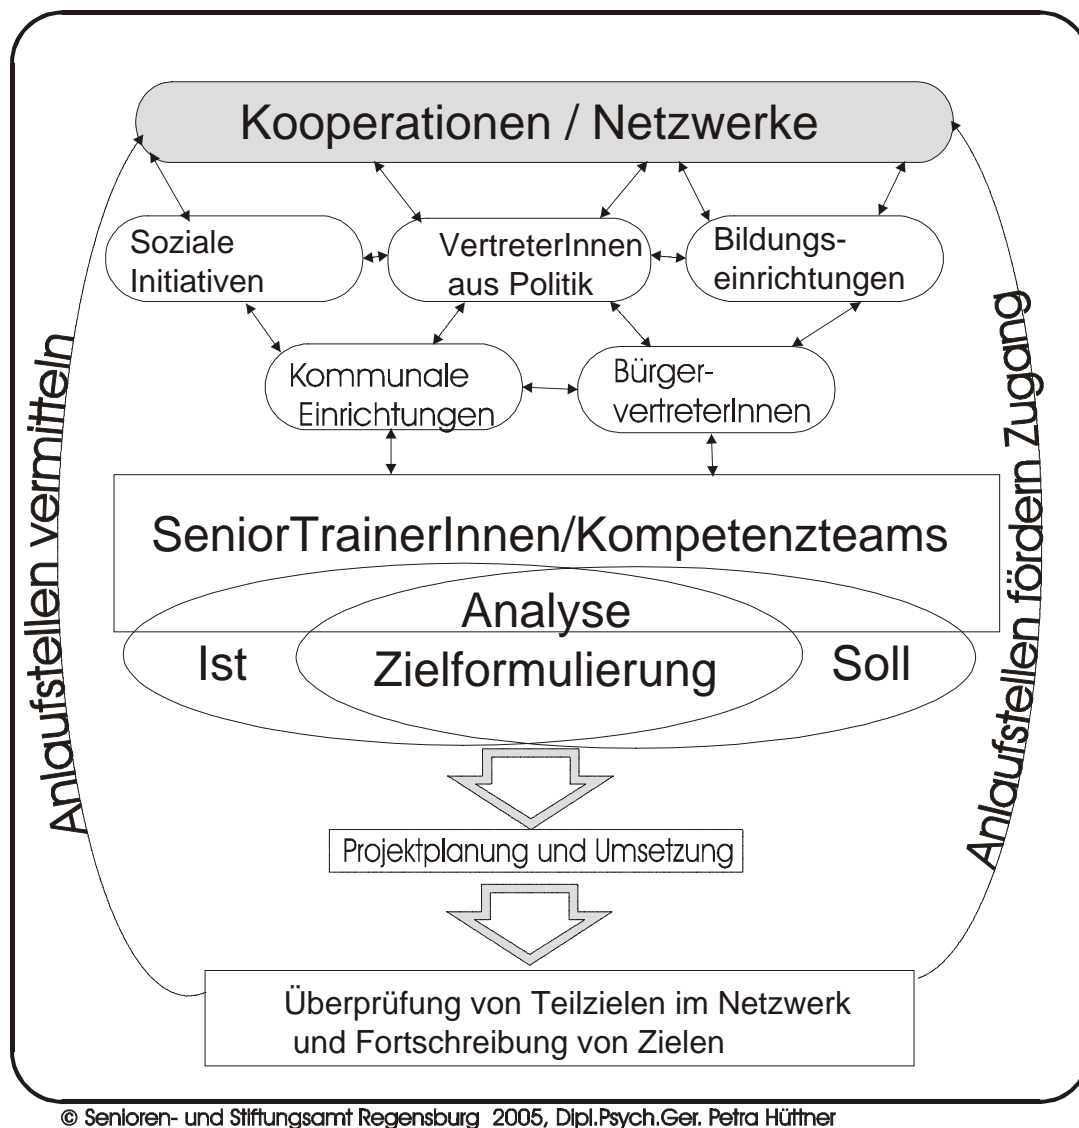 Kooperationen / Netzwerke
Soziale
Initiativen
VertreterInnen
aus Politik
Bildungs-
einrichtungen
Kommunale
Einrichtungen
Bürger-
vertreterInnen
Anlaufstellen vermitteln
Anlaufstellen fördern Zugang
SeniorTrainerInnen/Kompetenzteams
Analyse
Ist
Zielformulierung
Soll
Projektplanung und Umsetzung
Überprüfung von Teilzielen im Netzwerk
und Fortschreibung von Zielen
© Senioren- und Stiftungsamt Regensburg 2005, Dipl.Psych.Ger. Petra Hüttner